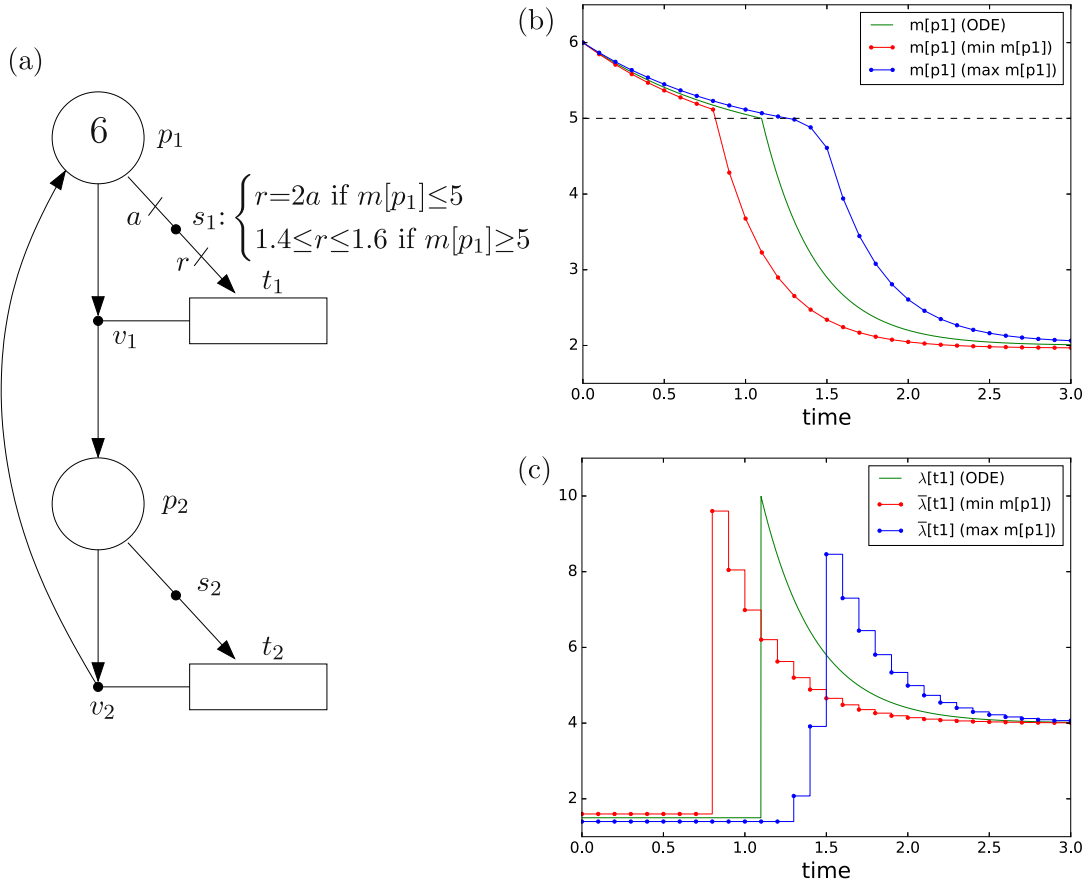 (a)
6
p₁
a
s₁:
r=2a if m[p₁]≤5
1.4≤r≤1.6 if m[p₁]≥5
r
t₁
v₁
p₂
s₂
t₂
v₂
(b)
m[p1] (ODE)
m[p1] (min m[p1])
m[p1] (max m[p1])
6
5
4
3
2
0.0 0.5 1.0 1.5 2.0 2.5 3.0
time
(c)
λ[t1] (ODE)
λ̅[t1] (min m[p1])
λ̅[t1] (max m[p1])
10
8
6
4
2
0.0 0.5 1.0 1.5 2.0 2.5 3.0
time